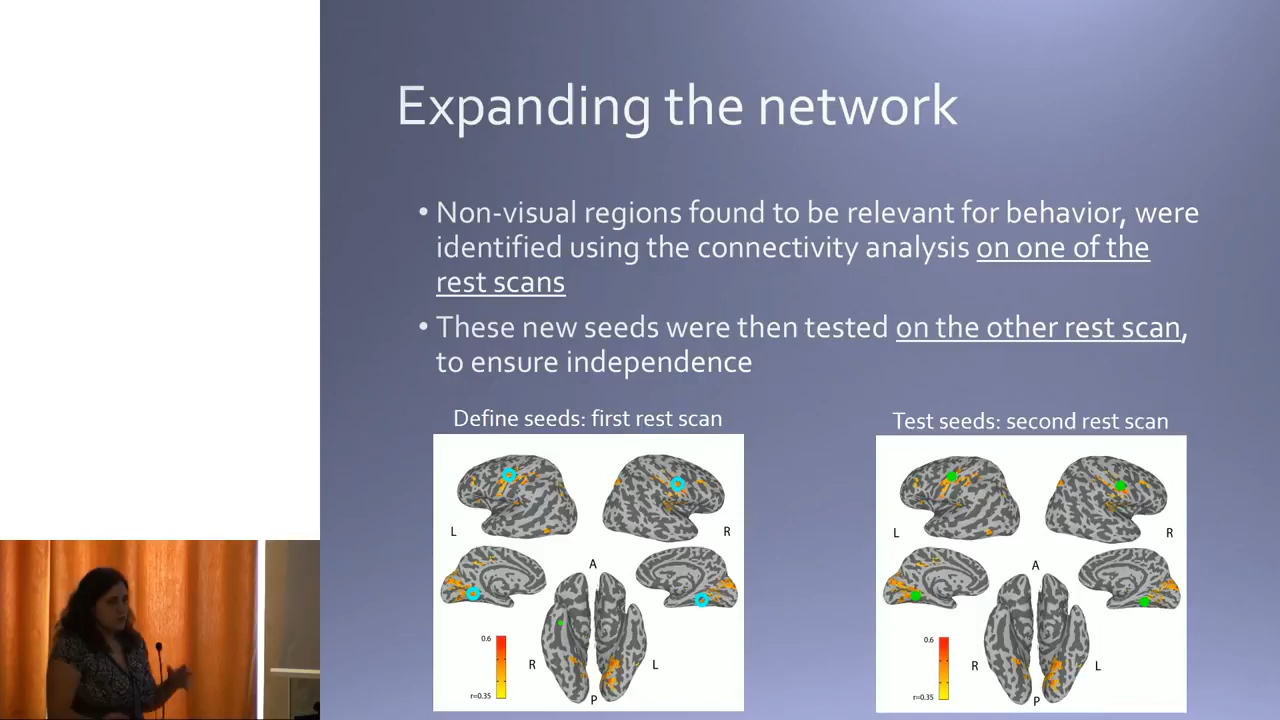 Expanding the network
• Non-visual regions found to be relevant for behavior, were
identified using the connectivity analysis on one of the
rest scans
• These new seeds were then tested on the other rest scan,
to ensure independence
Define seeds: first rest scan
L
R
A
0.6
R
L
r=0.35
P
Test seeds: second rest scan
L
R
A
0.6
R
L
r=0.35
P